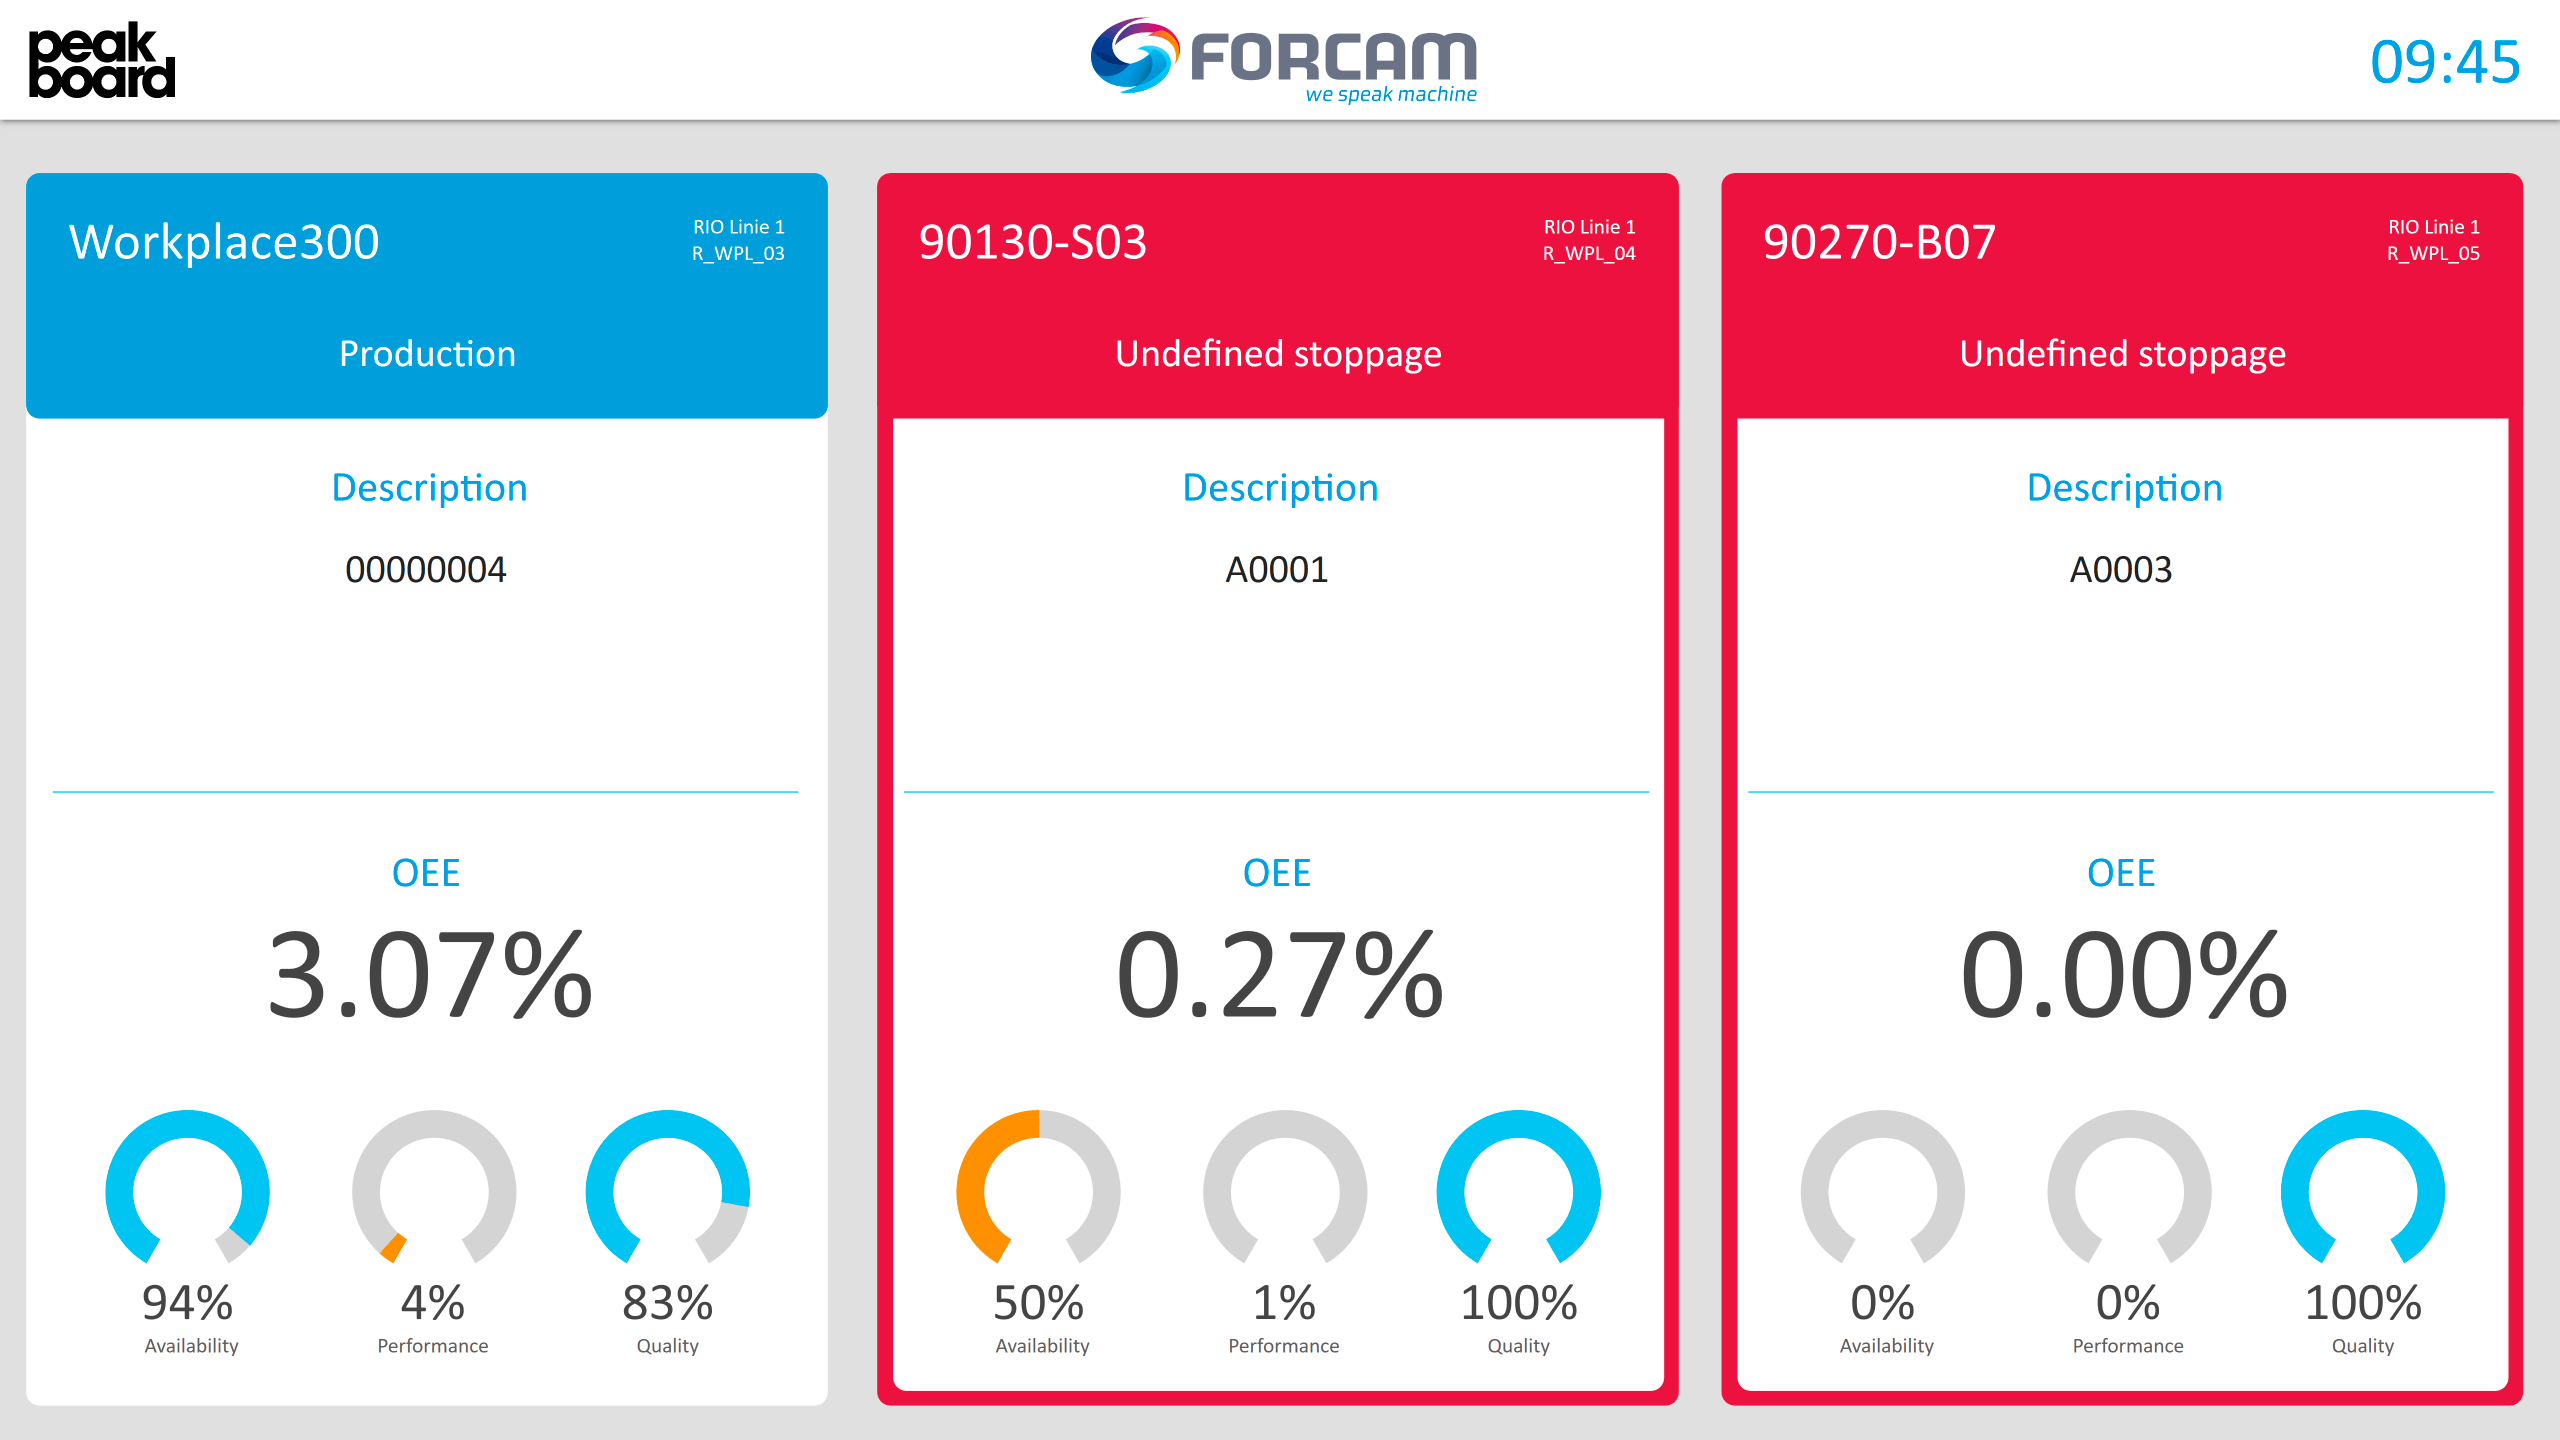 peak
board
FORCAM
we speak machine
09:45
Workplace300
RIO Linie 1
R_WPL_03
Production
Description
00000004
OEE
3.07%
94%
Availability
4%
Performance
83%
Quality
90130-S03
RIO Linie 1
R_WPL_04
Undefined stoppage
Description
A0001
OEE
0.27%
50%
Availability
1%
Performance
100%
Quality
90270-B07
RIO Linie 1
R_WPL_05
Undefined stoppage
Description
A0003
OEE
0.00%
0%
Availability
0%
Performance
100%
Quality